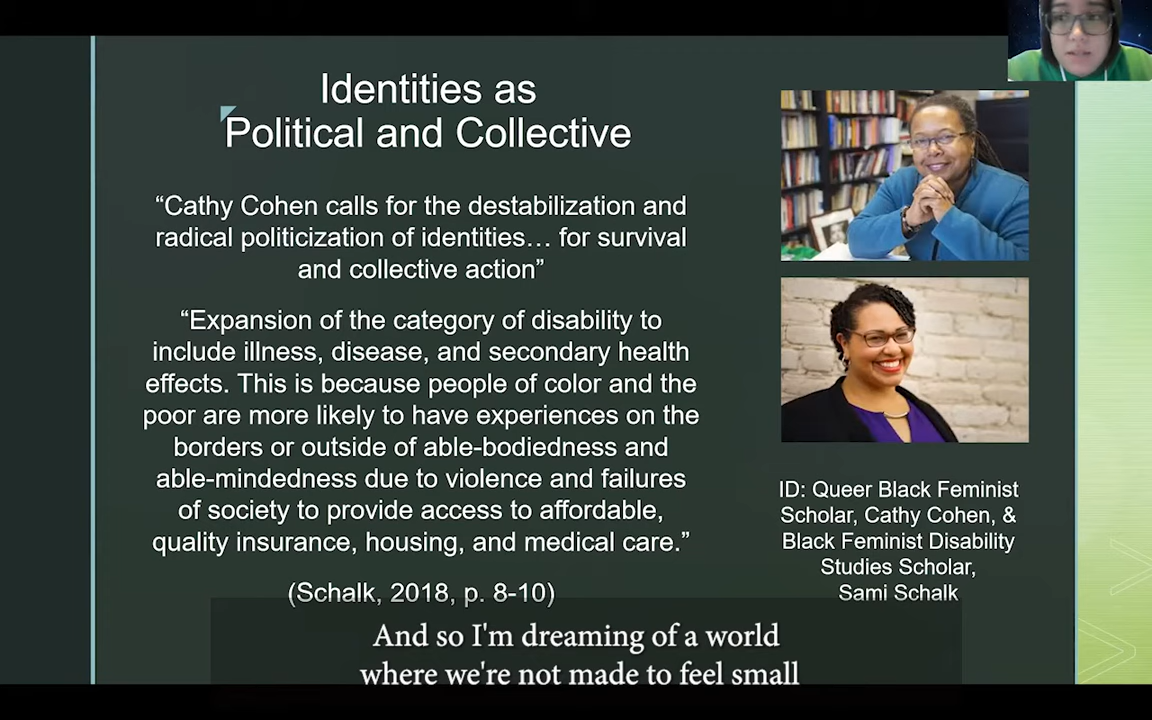 Identities as
Political and Collective
“Cathy Cohen calls for the destabilization and
radical politicization of identities… for survival
and collective action”
“Expansion of the category of disability to
include illness, disease, and secondary health
effects. This is because people of color and the
poor are more likely to have experiences on the
borders or outside of able-bodiedness and
able-mindedness due to violence and failures
of society to provide access to affordable,
quality insurance, housing, and medical care.”
(Schalk, 2018, p. 8-10)
ID: Queer Black Feminist
Scholar, Cathy Cohen, &
Black Feminist Disability
Studies Scholar,
Sami Schalk
And so I'm dreaming of a world
where we're not made to feel small